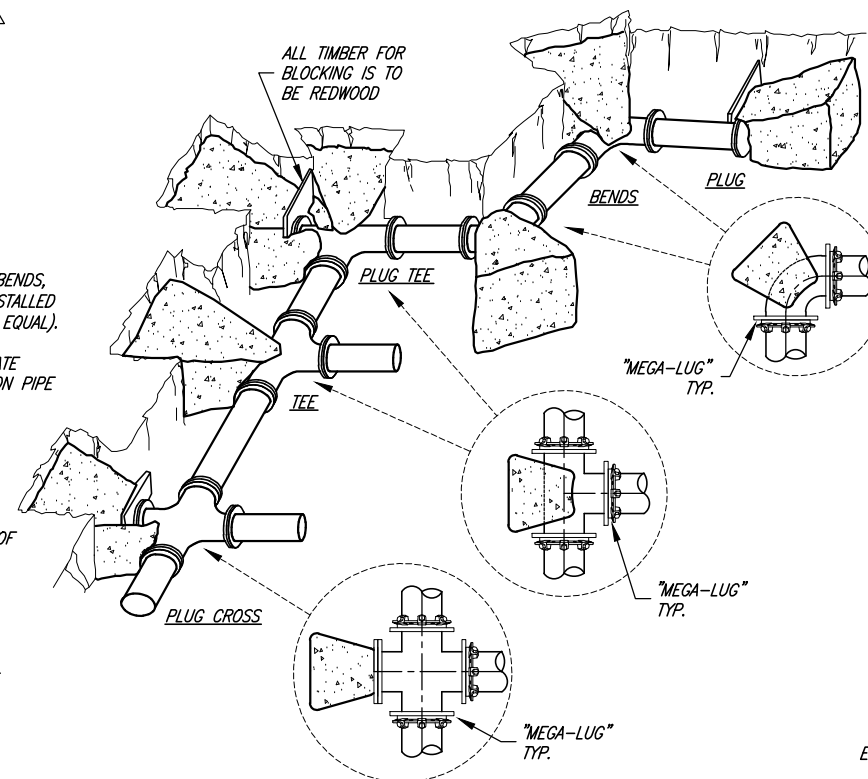 ALL TIMBER FOR
BLOCKING IS TO
BE REDWOOD
BENDS,
STALLED
EQUAL).
ATE
ON PIPE
OF
BENDS
PLUG
PLUG TEE
TEE
PLUG CROSS
"MEGA-LUG"
TYP.
"MEGA-LUG"
TYP.
"MEGA-LUG"
TYP.
E